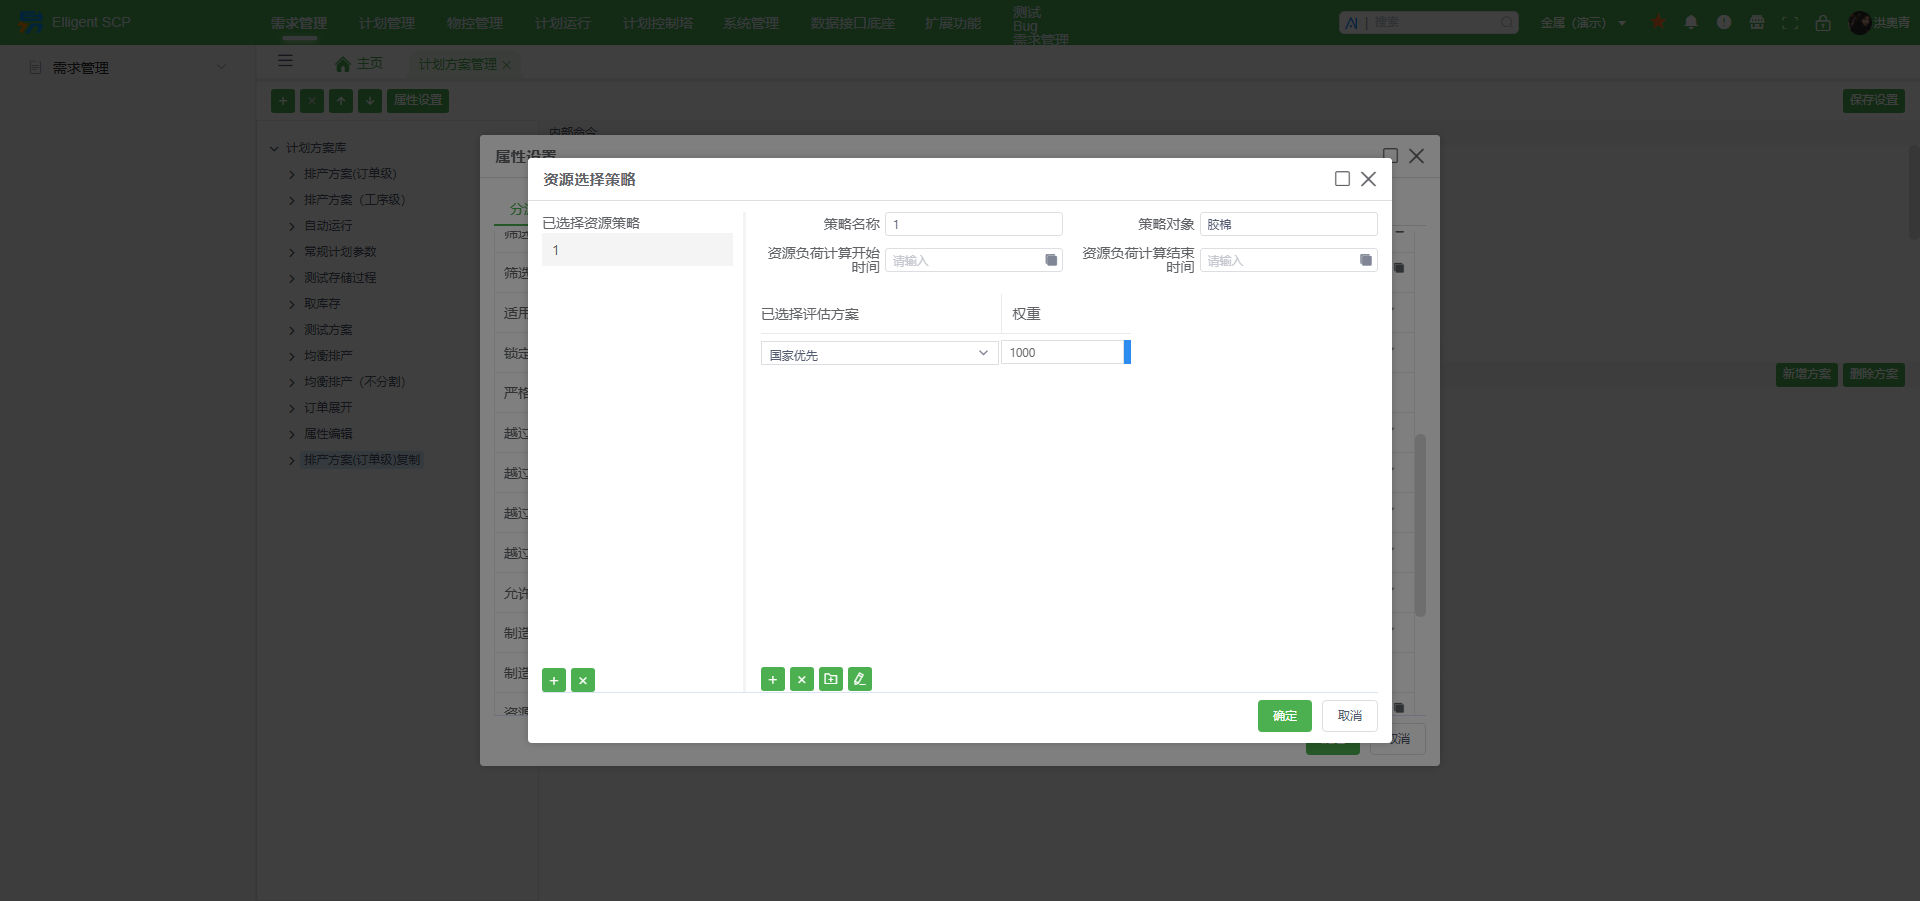 Elligent SCP
需求管理
计划管理
物控管理
计划运行
计划控制塔
系统管理
数据接口底座
扩展功能
测试
Bug
需求管理
AI | 搜索
金属（演示）
洪奥青
需求管理
主页
计划方案管理
属性设置
保存设置
内部命令
计划方案库
排产方案(订单级)
排产方案（工序级）
自动运行
常规计划参数
测试存储过程
取库存
测试方案
均衡排产
均衡排产（不分割）
订单展开
属性编辑
排产方案(订单级)复制
新增方案
删除方案
属性设置
筛选
适用
锁定
严格
越过
越过
越过
越过
允许
制造
制造
资源
取消
资源选择策略
已选择资源策略
1
策略名称
1
策略对象
胶棉
资源负荷计算开始
时间
请输入
资源负荷计算结束
时间
请输入
已选择评估方案
权重
国家优先
1000
确定
取消